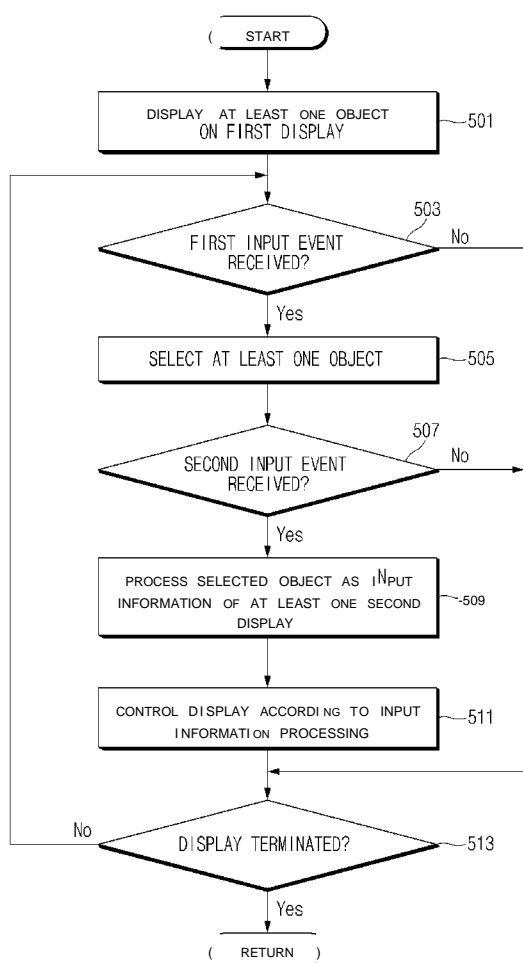 ( START
DISPLAY AT LEAST ONE OBJECT
ON FIRST DISPLAY
501
503
FIRST INPUT EVENT
RECEIVED?
No
Yes
SELECT AT LEAST ONE OBJECT
505
507
SECOND INPUT EVENT
RECEIVED?
No
Yes
PROCESS SELECTED OBJECT AS INPUT
INFORMATION OF AT LEAST ONE SECOND
DISPLAY
-509
CONTROL DISPLAY ACCORDING TO INPUT
INFORMATION PROCESSING
511
No
DISPLAY TERMINATED?
513
Yes
( RETURN )